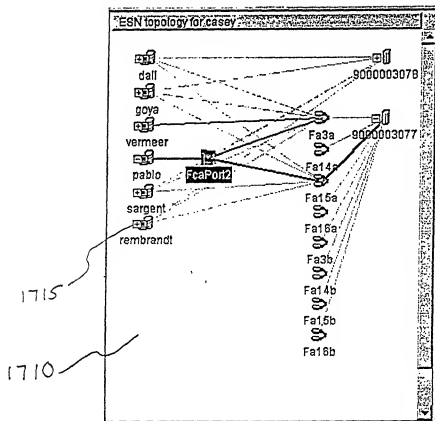 ESN topology for casey
dali
9000003078
goya
vermeer
Fa3a
9000003077
pablo
FcaPort2
Fa14a
sargent
Fa15a
rembrandt
Fa16a
Fa3b
Fa14b
Fa15b
Fa16b
1715
1710